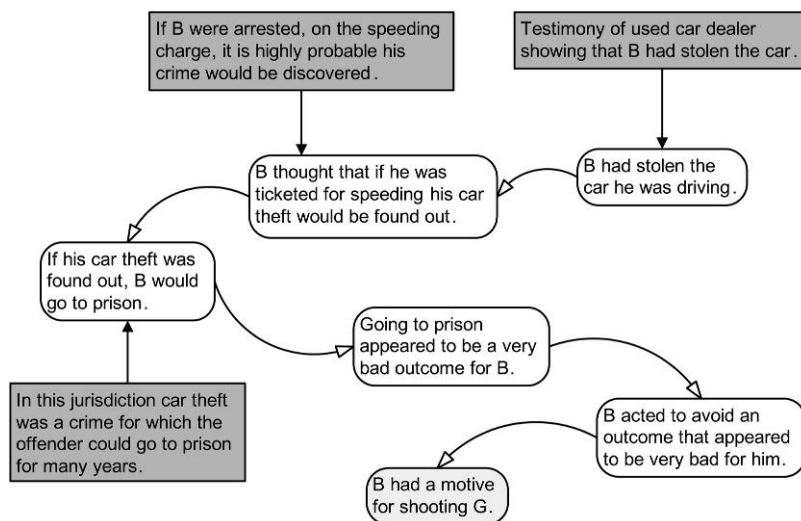 If B were arrested, on the speeding
charge, it is highly probable his
crime would be discovered.
Testimony of used car dealer
showing that B had stolen the car.
B thought that if he was
ticketed for speeding his car
theft would be found out.
B had stolen the
car he was driving.
If his car theft was
found out, B would
go to prison.
Going to prison
appeared to be a very
bad outcome for B.
In this jurisdiction car theft
was a crime for which the
offender could go to prison
for many years.
B acted to avoid an
outcome that appeared
to be very bad for him.
B had a motive
for shooting G.